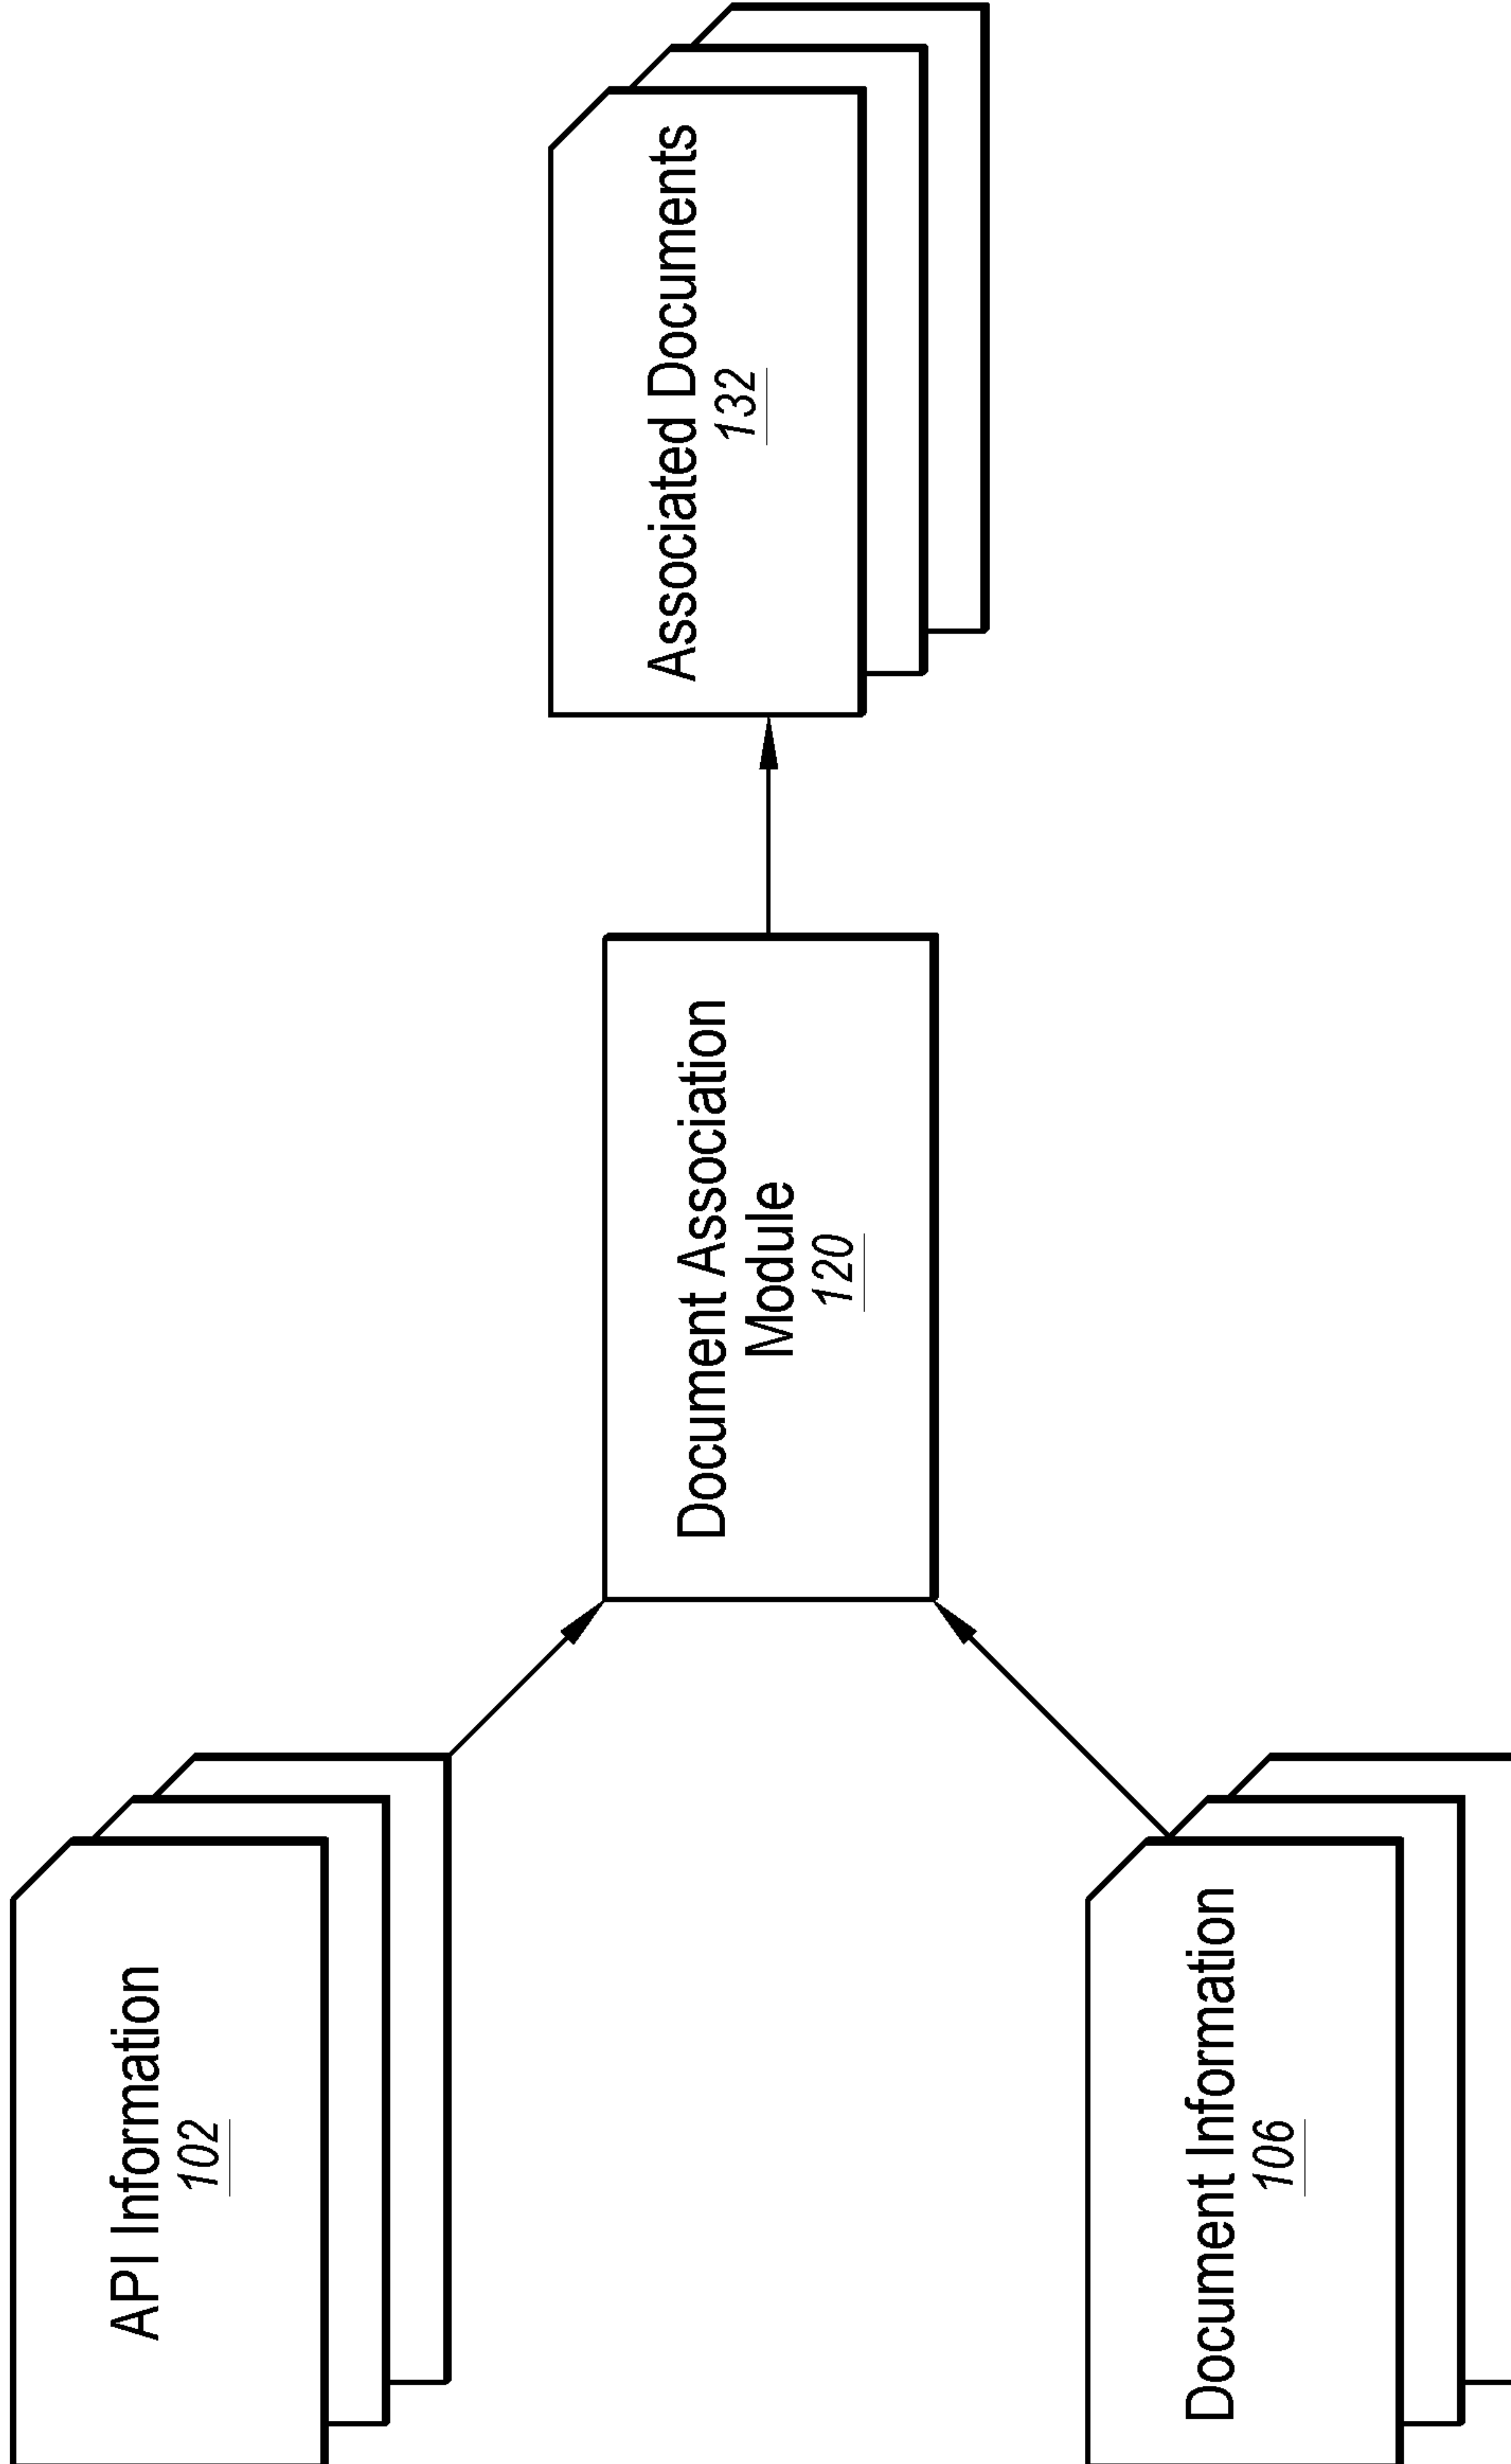 API Information
102
Document Information
106
Document Association
Module
120
Associated Documents
132